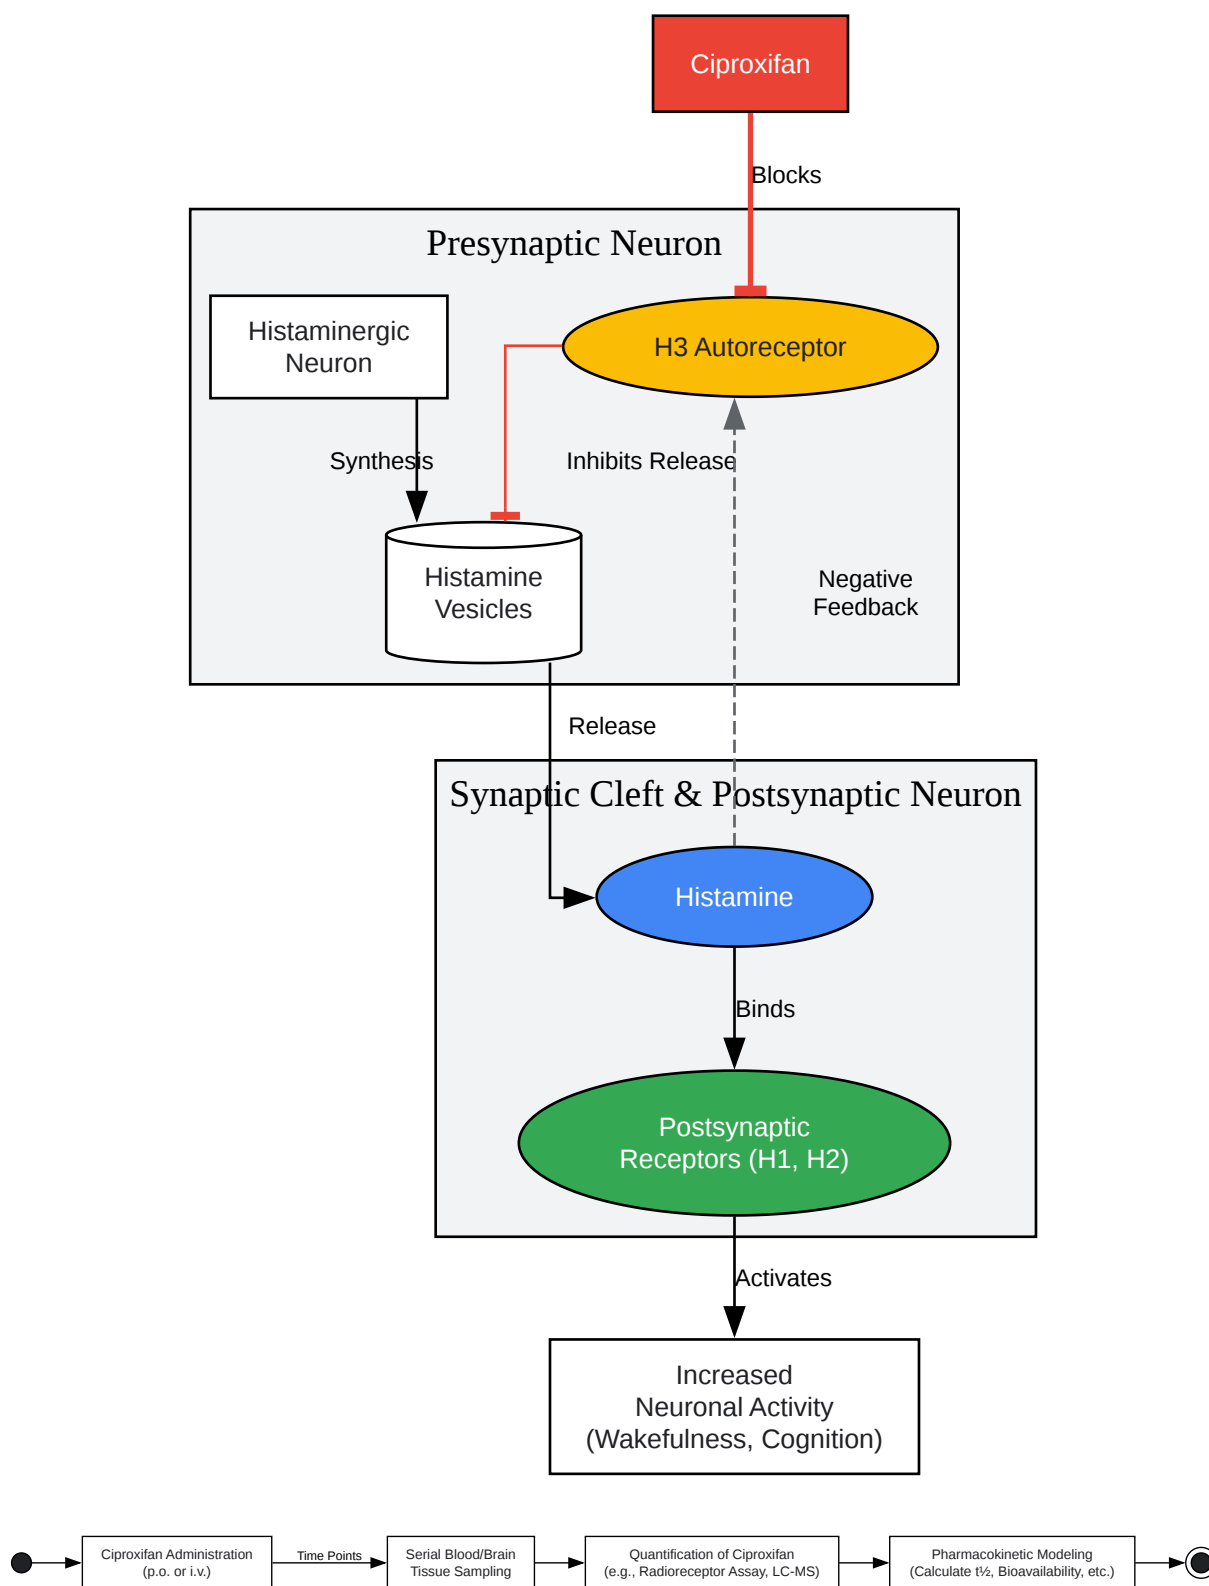 Ciproxifan
Blocks
Presynaptic Neuron
Histaminergic
Neuron
H3 Autoreceptor
Synthesis
Inhibits Release
Histamine
Vesicles
Negative
Feedback
Release
Synaptic Cleft & Postsynaptic Neuron
Histamine
Binds
Postsynaptic
Receptors (H1, H2)
Activates
Increased
Neuronal Activity
(Wakefulness, Cognition)
Ciproxifan Administration
(p.o. or i.v.)
Time Points
Serial Blood/Brain
Tissue Sampling
Quantification of Ciproxifan
(e.g., Radioreceptor Assay, LC-MS)
Pharmacokinetic Modeling
(Calculate t½, Bioavailability, etc.)